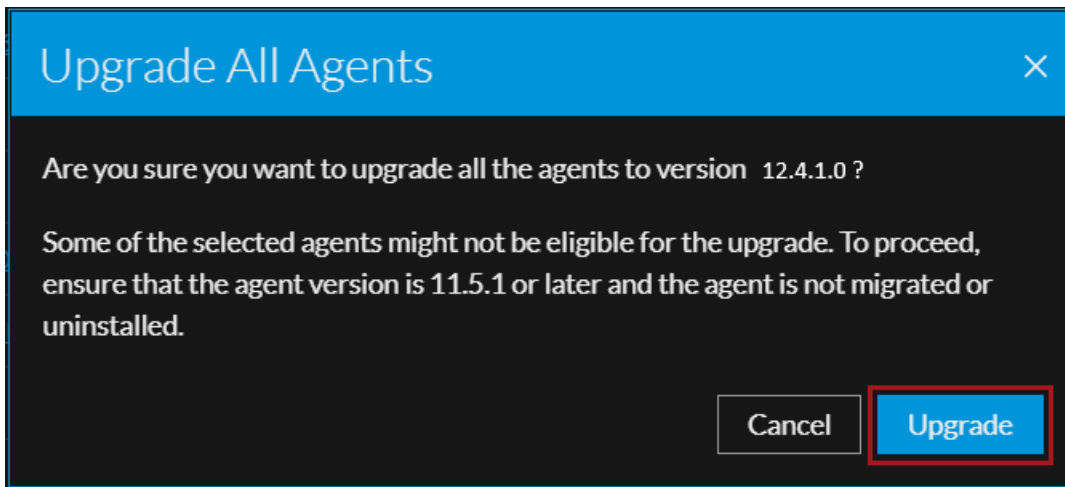 Upgrade All Agents
Are you sure you want to upgrade all the agents to version 12.4.1.0 ?
Some of the selected agents might not be eligible for the upgrade. To proceed,
ensure that the agent version is 11.5.1 or later and the agent is not migrated or
uninstalled.
Cancel
Upgrade